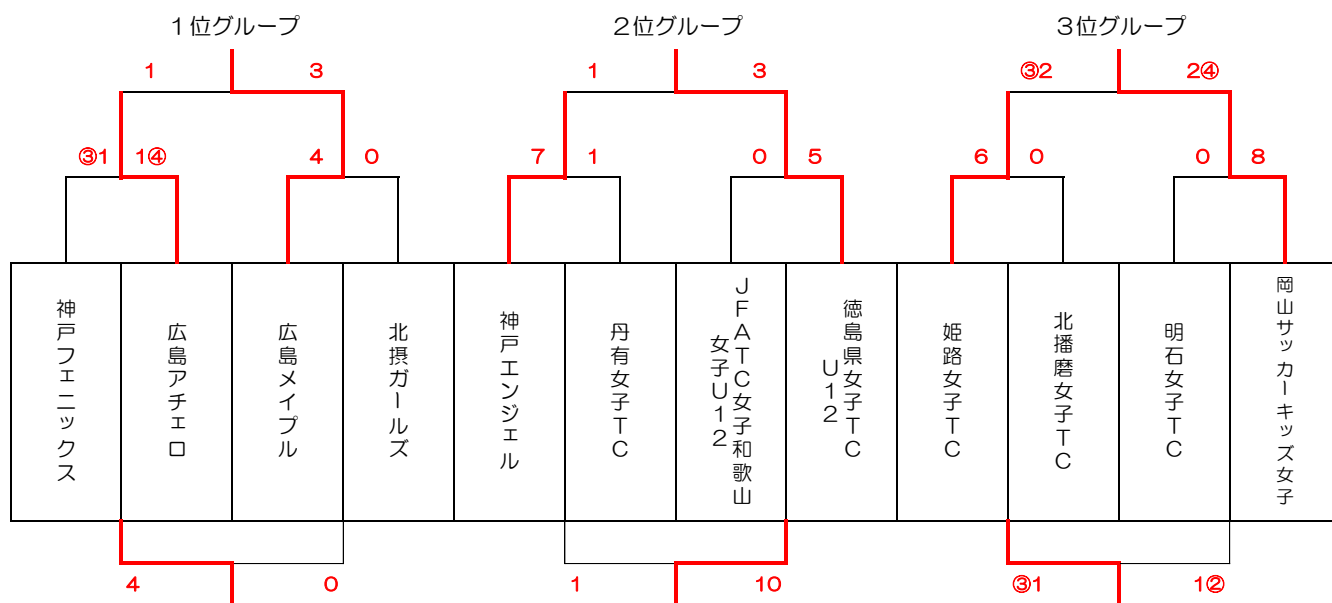 １位グループ
２位グループ
３位グループ
1
3
1
3
③2
2④
③1
1④
4
0
7
1
0
5
6
0
0
8
神戸フェニックス
広島アチェロ
広島メイプル
北摂ガールズ
神戸エンジェル
丹有女子ＴＣ
ＪＦＡＴＣ女子和歌山
女子Ｕ１２
徳島県女子ＴＣ
Ｕ１２
姫路女子ＴＣ
北播磨女子ＴＣ
明石女子ＴＣ
岡山サッカーキッズ女子
4
0
1
10
③1
1②